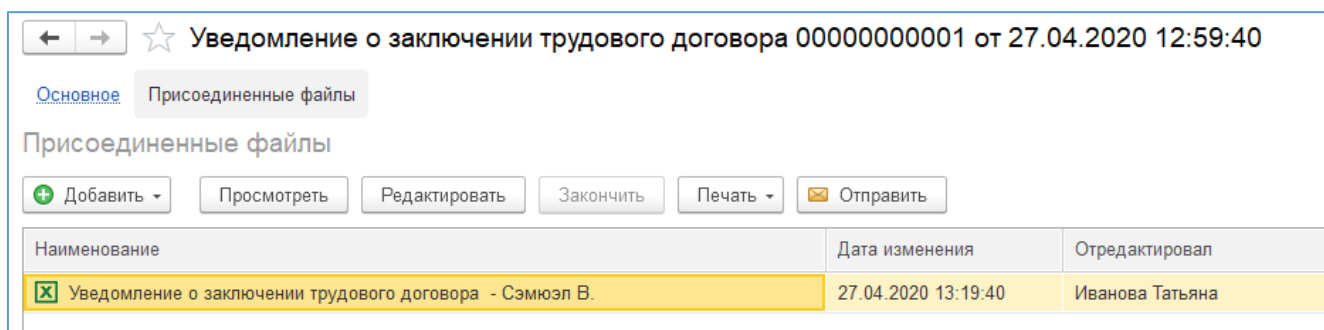 Уведомление о заключении трудового договора 00000000001 от 27.04.2020 12:59:40
Основное Присоединенные файлы
Присоединенные файлы
Добавить Просмотреть Редактировать Закончить Печать Отправить
Наименование Дата изменения Отредактировал
Уведомление о заключении трудового договора - Сэмюэл В. 27.04.2020 13:19:40 Иванова Татьяна